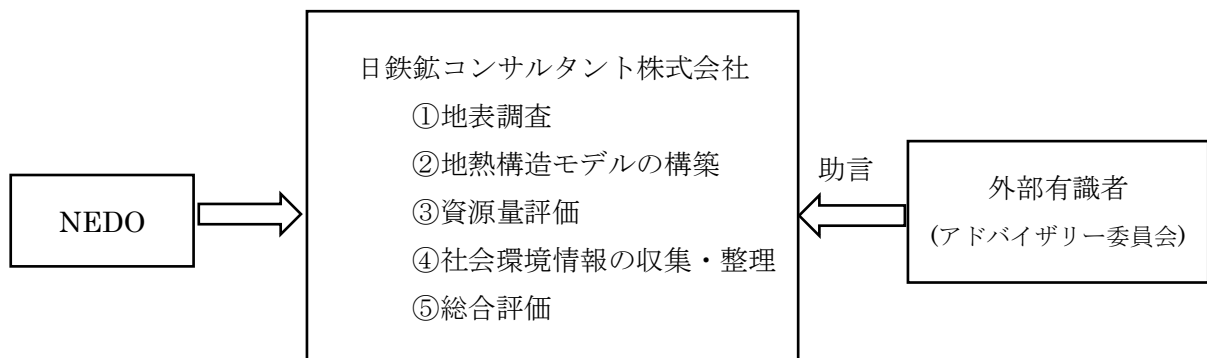 NEDO
日鉄鉱コンサルタント株式会社
①地表調査
②地熱構造モデルの構築
③資源量評価
④社会環境情報の収集・整理
⑤総合評価
助言
外部有識者
(アドバイザリー委員会)